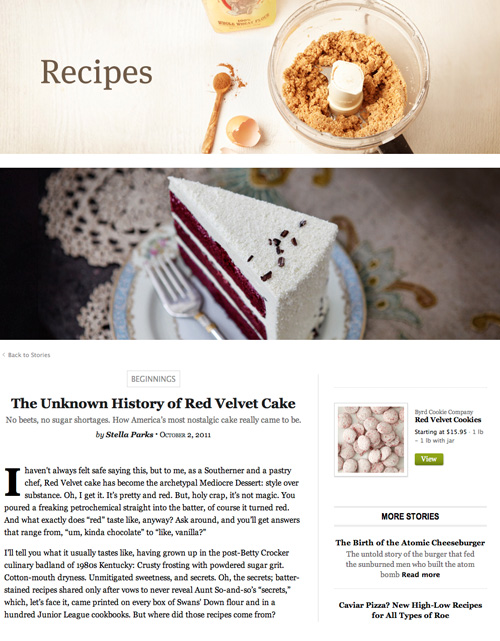 WHOLE WHEAT FLOUR
Recipes
‹ Back to Stories
BEGINNINGS
The Unknown History of Red Velvet Cake
No beets, no sugar shortages. How America's most nostalgic cake really came to be.
by Stella Parks • October 2, 2011
I haven't always felt safe saying this, but to me, as a Southerner and a pastry
chef, Red Velvet cake has become the archetypal Mediocre Dessert: style over
substance. Oh, I get it. It's pretty and red. But, holy crap, it's not magic. You
poured a freaking petrochemical straight into the batter, of course it turned red.
And what exactly does "red" taste like, anyway? Ask around, and you'll get answers
that range from, "um, kinda chocolate" to "like, vanilla?"
I'll tell you what it usually tastes like, having grown up in the post-Betty Crocker
culinary badland of 1980s Kentucky: Crusty frosting with powdered sugar grit.
Cotton-mouth dryness. Unmitigated sweetness, and secrets. Oh, the secrets; batter-
stained recipes shared only after vows to never reveal Aunt So-and-so's "secrets,"
which, let's face it, came printed on every box of Swans' Down flour and in a
hundred Junior League cookbooks. But where did those recipes come from?
Byrd Cookie Company
Red Velvet Cookies
Starting at $15.95 · 1 lb
– 1 lb with jar
View
MORE STORIES
The Birth of the Atomic Cheeseburger
The untold story of the burger that fed
the sunburned men who built the atom
bomb Read more
Caviar Pizza? New High-Low Recipes
for All Types of Roe